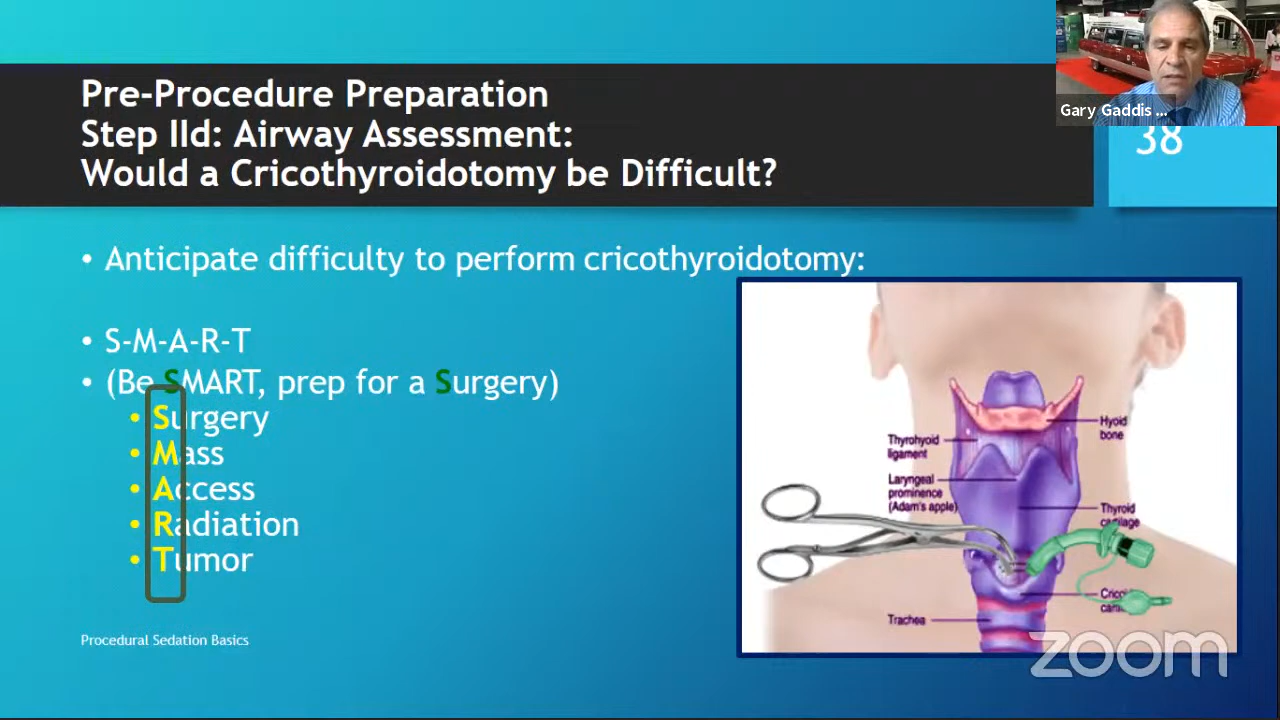 Pre-Procedure Preparation
Step IId: Airway Assessment:
Would a Cricothyroidotomy be Difficult?
Gary Gaddis ...
38
• Anticipate difficulty to perform cricothyroidotomy:
• S-M-A-R-T
• (Be SMART, prep for a Surgery)
• Surgery
• Mass
• Access
• Radiation
• Tumor
Hyoid
bone
Thyrohyoid
ligament
Laryngeal
prominence
(Adam's apple)
Thyroid
Trachea
Procedural Sedation Basics
zoom